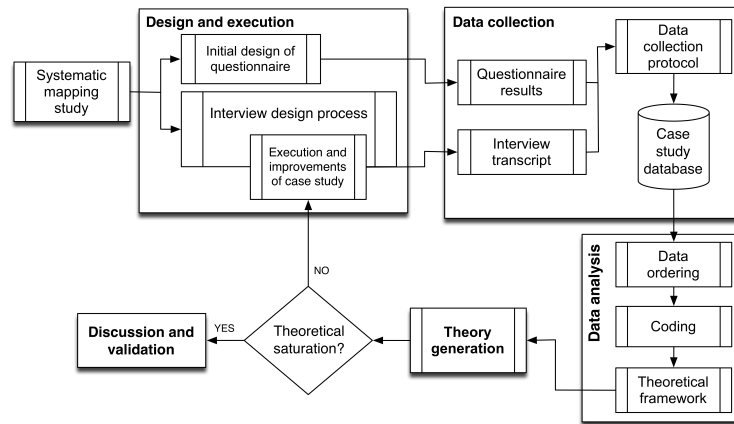 Design and execution
Initial design of
questionnaire
Systematic
mapping
study
Interview design process
Execution and
improvements
of case study
Data collection
Questionnaire
results
Interview
transcript
Data
collection
protocol
Case
study
database
Data analysis
Data
ordering
Coding
Theoretical
framework
Theory
generation
Theoretical
saturation?
NO
YES
Discussion and
validation